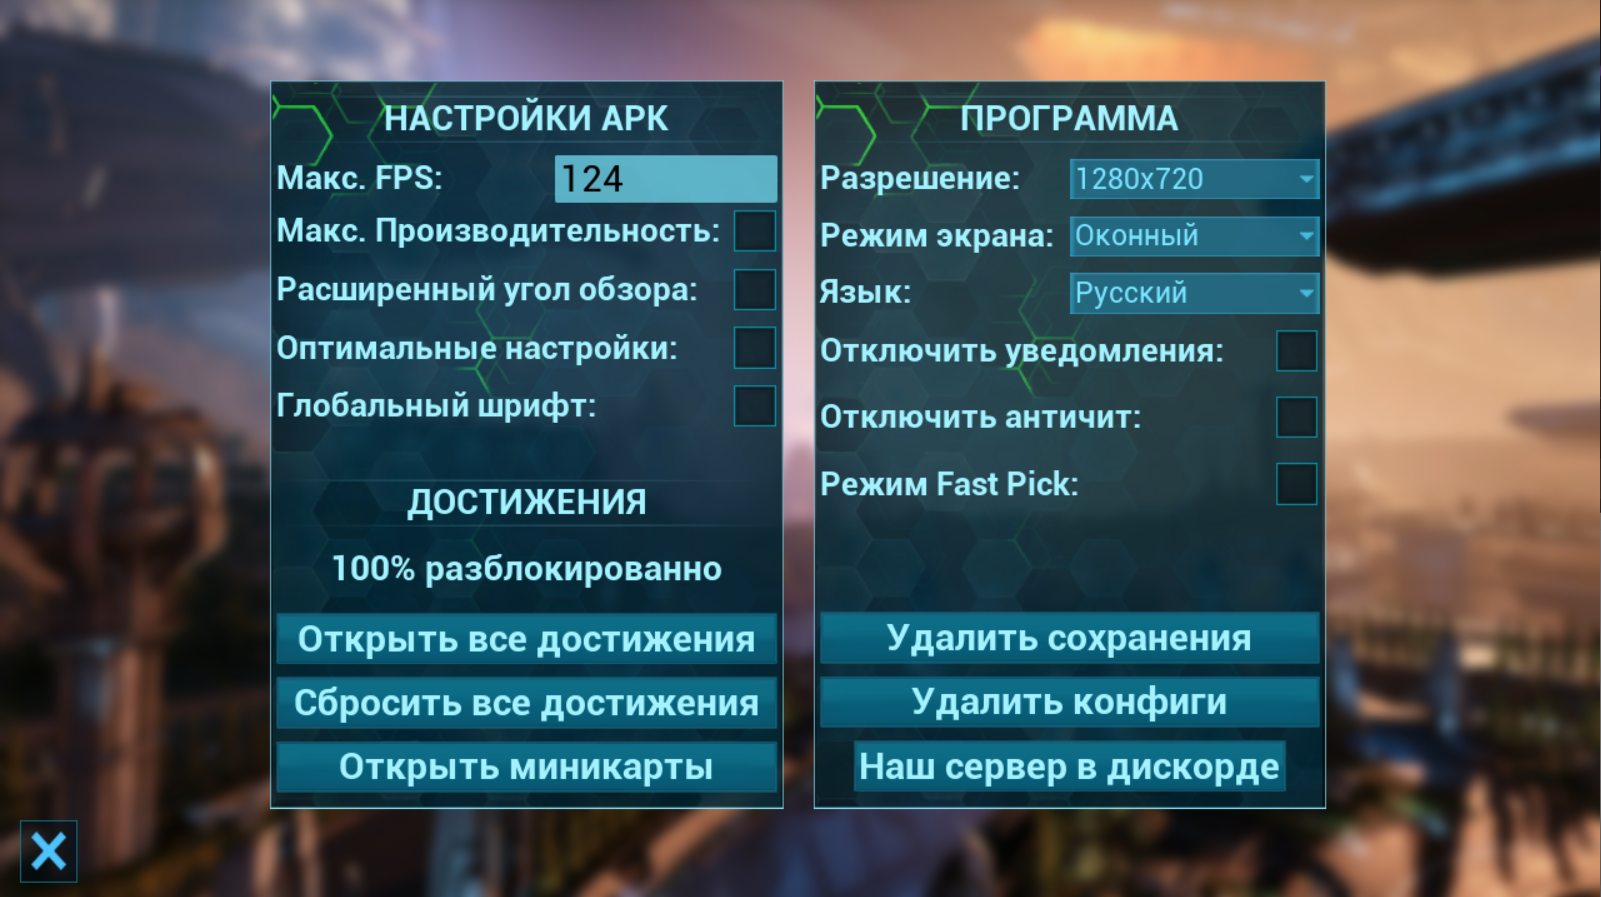 НАСТРОЙКИ АРК
Макс. FPS:
124
Макс. Производительность:
Расширенный угол обзора:
Оптимальные настройки:
Глобальный шрифт:
ДОСТИЖЕНИЯ
100% разблокированно
Открыть все достижения
Сбросить все достижения
Открыть миникарты
ПРОГРАММА
Разрешение:
1280x720
Режим экрана:
Оконный
Язык:
Русский
Отключить уведомления:
Отключить античит:
Режим Fast Pick:
Удалить сохранения
Удалить конфиги
Наш сервер в дискорде